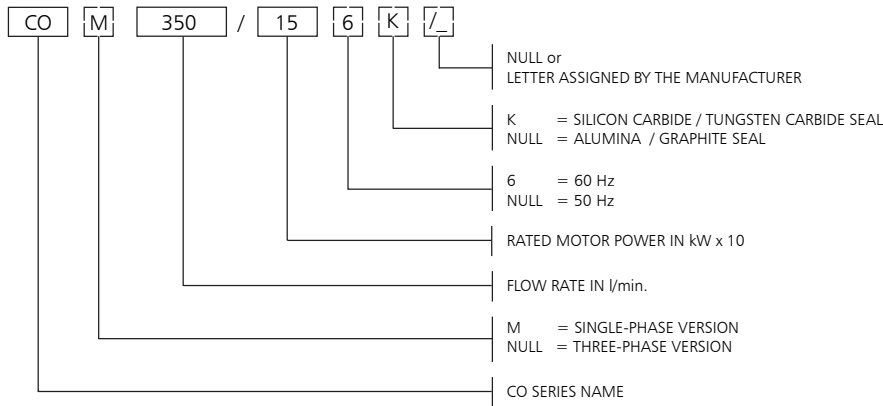 CO M 350 / 15 6 K /_
NULL or
LETTER ASSIGNED BY THE MANUFACTURER
K = SILICON CARBIDE / TUNGSTEN CARBIDE SEAL
NULL = ALUMINA / GRAPHITE SEAL
6 = 60 Hz
NULL = 50 Hz
RATED MOTOR POWER IN kW x 10
FLOW RATE IN l/min.
M = SINGLE-PHASE VERSION
NULL = THREE-PHASE VERSION
CO SERIES NAME